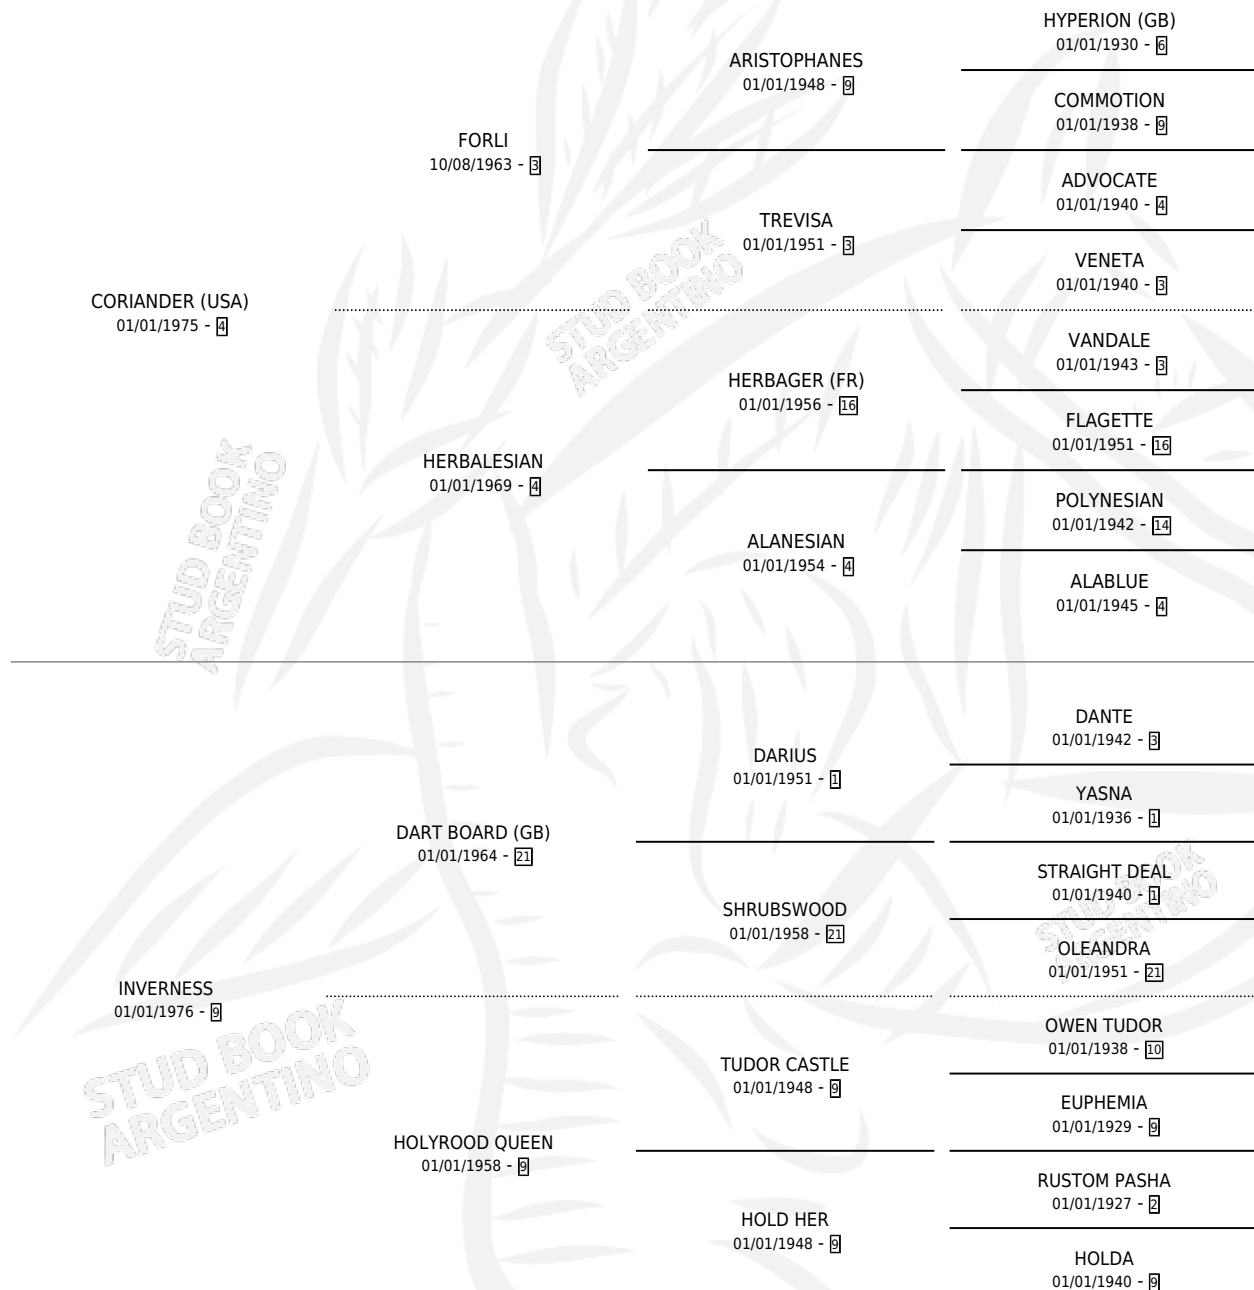 HYPERION (GB)
01/01/1930 - 6
ARISTOPHANES
01/01/1948 - 9
COMMOTION
01/01/1938 - 9
FORLI
10/08/1963 - 3
ADVOCATE
01/01/1940 - 4
TREVISA
01/01/1951 - 3
VENETA
01/01/1940 - 3
CORIANDER (USA)
01/01/1975 - 4
VANDALE
01/01/1943 - 3
HERBAGER (FR)
01/01/1956 - 16
FLAGETTE
01/01/1951 - 16
HERBALESIAN
01/01/1969 - 4
POLYNESIAN
01/01/1942 - 14
ALANESIAN
01/01/1954 - 4
ALABLUE
01/01/1945 - 4
DANTE
01/01/1942 - 3
DARIUS
01/01/1951 - 1
YASNA
01/01/1936 - 1
DART BOARD (GB)
01/01/1964 - 21
STRAIGHT DEAL
01/01/1940 - 1
SHRUBSWOOD
01/01/1958 - 21
OLEANDRA
01/01/1951 - 21
INVERNESS
01/01/1976 - 9
OWEN TUDOR
01/01/1938 - 10
TUDOR CASTLE
01/01/1948 - 9
EUPHEMIA
01/01/1929 - 9
HOLYROOD QUEEN
01/01/1958 - 9
RUSTOM PASHA
01/01/1927 - 2
HOLD HER
01/01/1948 - 9
HOLDA
01/01/1940 - 9
STUD BOOK
ARGENTINO
STUD BOOK
ARGENTINO
STUD BOOK
ARGENTINO
STUD BOOK
ARGENTINO